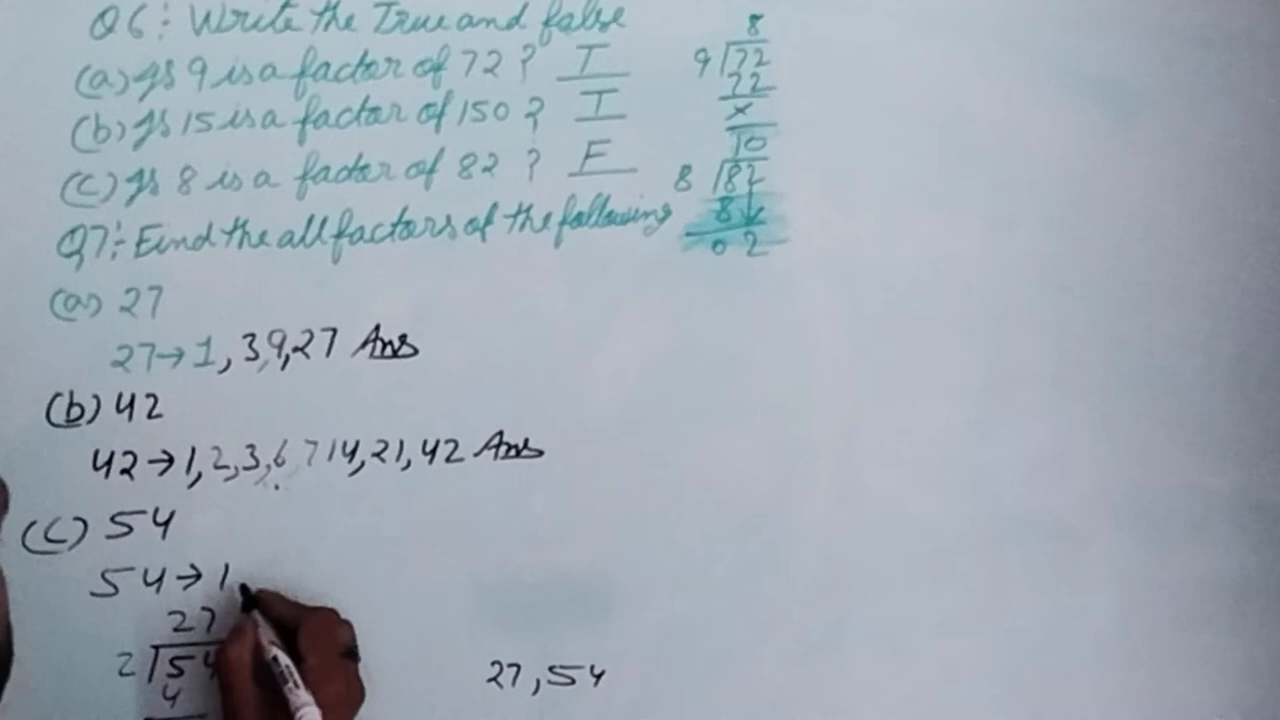 Q6: Write the True and false
(a) Is 9 is a factor of 72? T
(b) Is 15 is a factor of 150? T
(c) Is 8 is a factor of 82? F
8
9 72
72
×
10
8 82
8
02
Q7: Find the all factors of the following
(a) 27
27→1,3,9,27 Ans
(b) 42
42→1,2,3,6,7 14,21,42 Ans
(c) 54
54→1
27
2 54
4
27,54